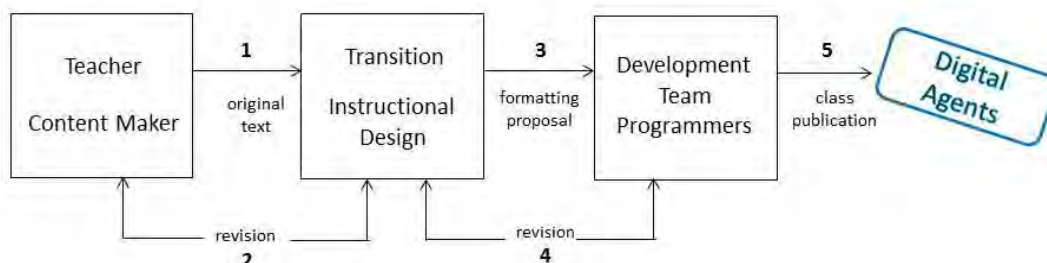 Teacher
Content Maker
1
original
text
Transition
Instructional
Design
3
formatting
proposal
Development
Team
Programmers
5
class
publication
Digital
Agents
revision
2
revision
4